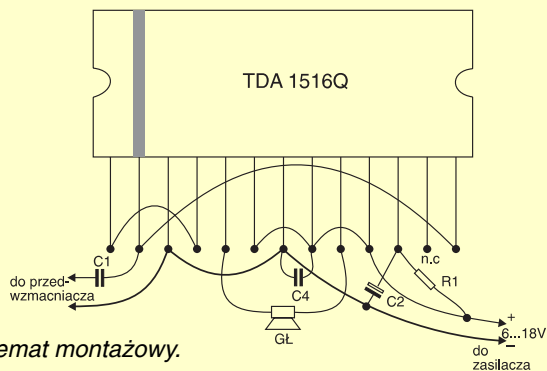 TDA 1516Q
C1
n.c
R1
do przed-
wzmacniacza
C4
C2
GŁ
+
6...18V
−
do
zasilacza
emat montażowy.